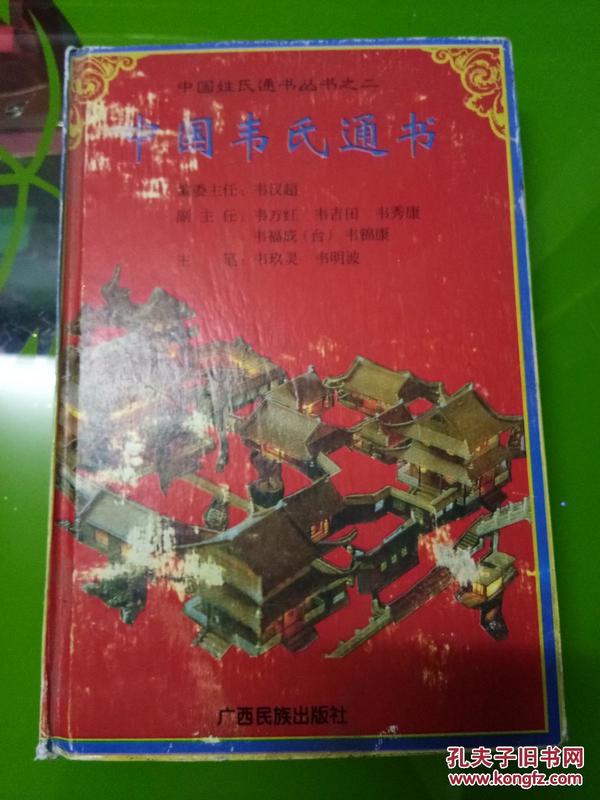 中国姓氏通书丛书之二
中国韦氏通书
编委主任：韦汉超
副主任：韦万红 韦吉田 韦秀康
韦福成（台） 韦锦康
主 笔：韦玖灵 韦明波
广西民族出版社
孔夫子旧书网
www.kongfz.com